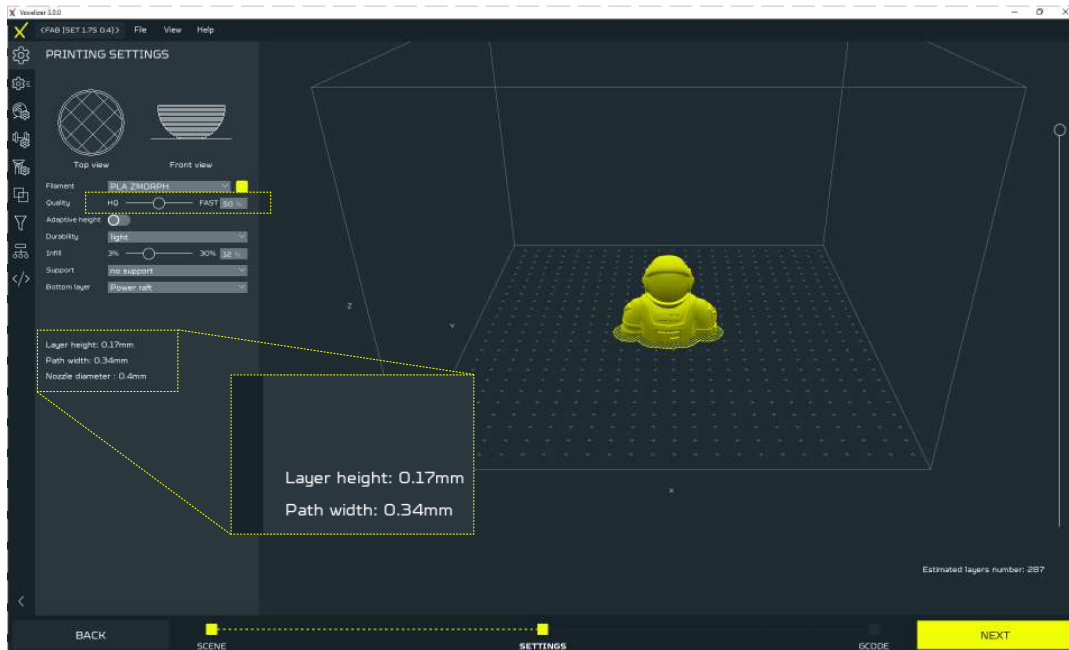 Voxelizer 3.0.0
<FAB [SET 1.75 0.4]> File View Help
PRINTING SETTINGS
Top view Front view
Filament PLA ZMORPH
Quality HQ FAST 50 %
Adaptive height
Durability light
Infill 3% 30% 12 %
Support no support
Bottom layer Power raft
Z
Y
X
Layer height: 0.17mm
Path width: 0.34mm
Nozzle diameter : 0.4mm
Layer height: 0.17mm
Path width: 0.34mm
Estimated layers number: 287
BACK
SCENE
SETTINGS
GCODE
NEXT